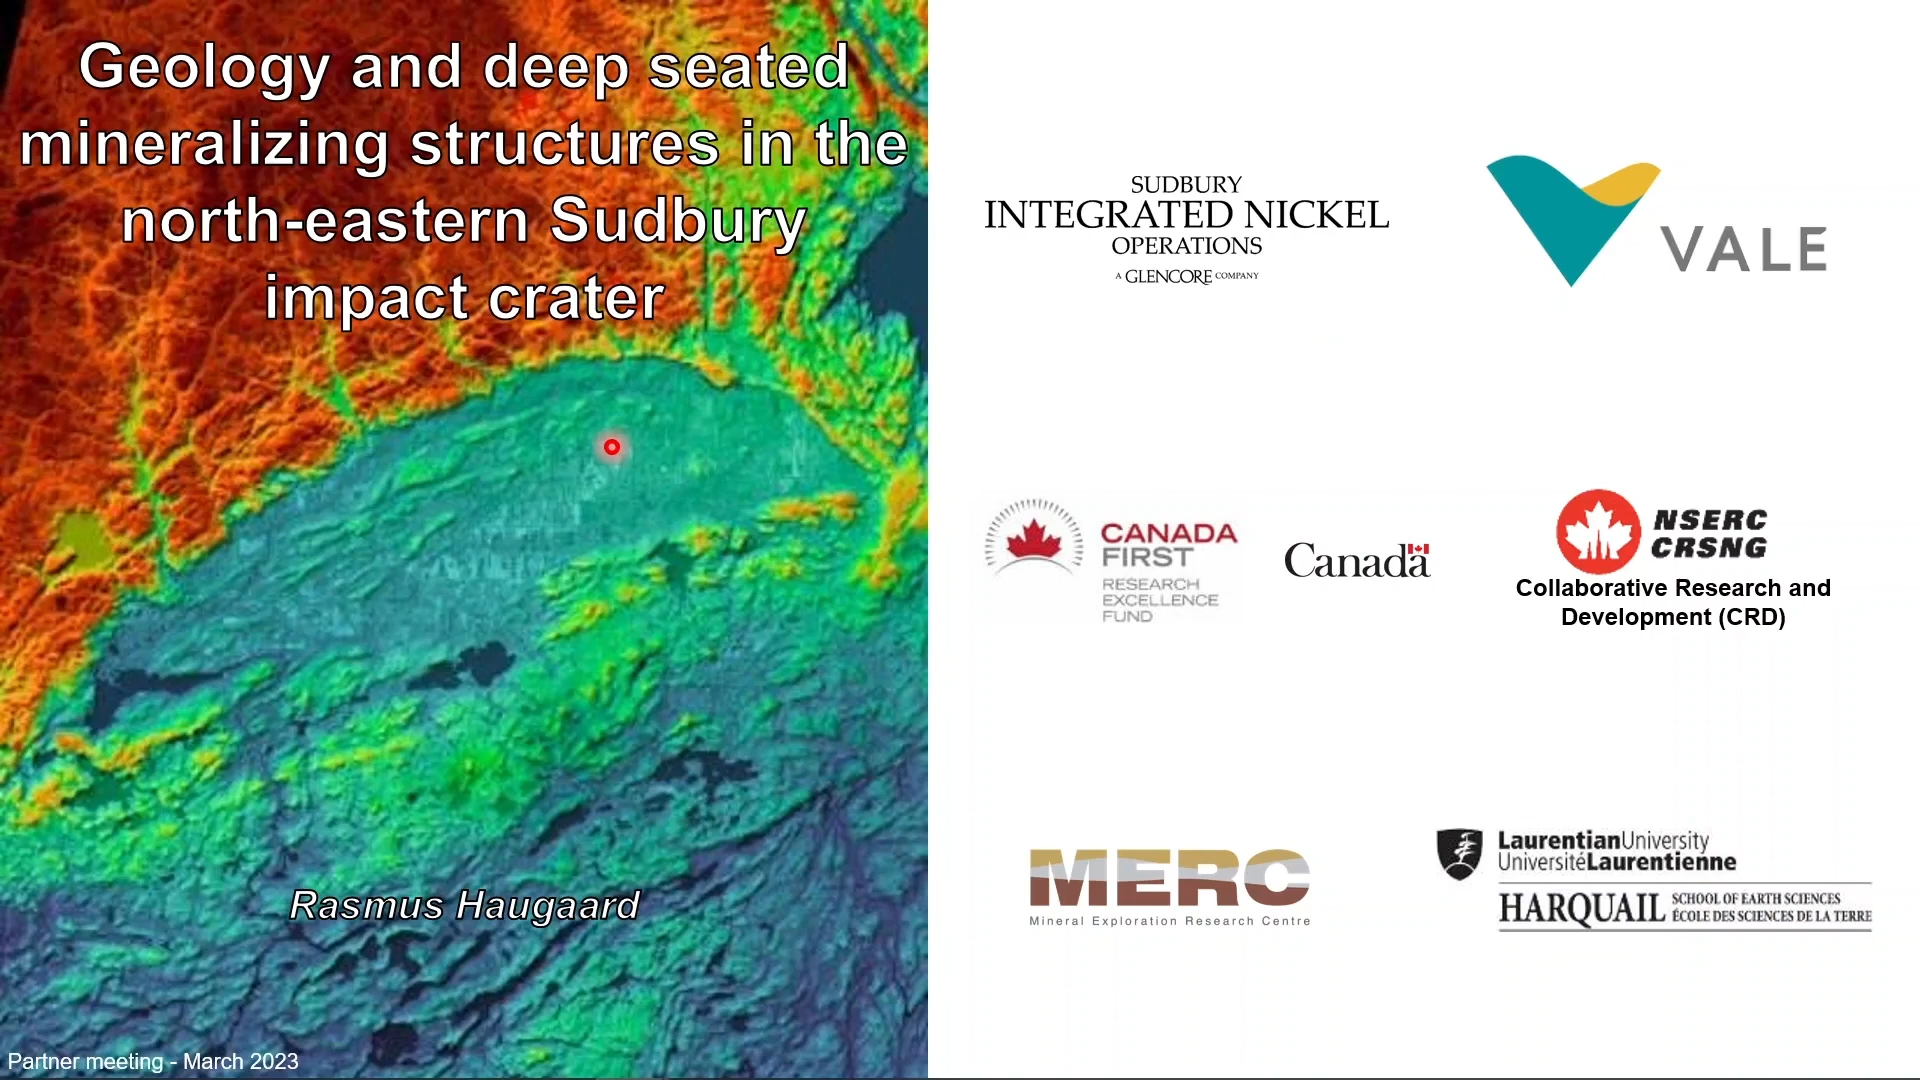 Geology and deep seated
mineralizing structures in the
north-eastern Sudbury
impact crater
Rasmus Haugaard
Partner meeting - March 2023
SUDBURY
INTEGRATED NICKEL
OPERATIONS
A GLENCORE COMPANY
VALE
CANADA
FIRST
RESEARCH
EXCELLENCE
FUND
Canada
NSERC
CRSNG
Collaborative Research and
Development (CRD)
MERC
Mineral Exploration Research Centre
LaurentianUniversity
UniversitéLaurentienne
HARQUAIL SCHOOL OF EARTH SCIENCES
ÉCOLE DES SCIENCES DE LA TERRE